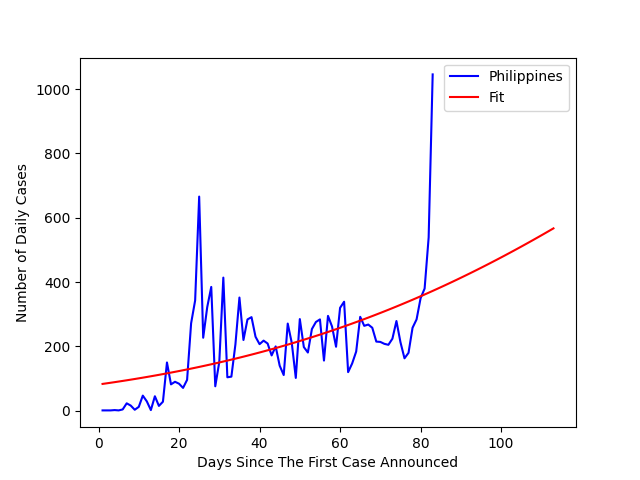 Philippines
Fit
Number of Daily Cases
1000
800
600
400
200
0
0 20 40 60 80 100
Days Since The First Case Announced